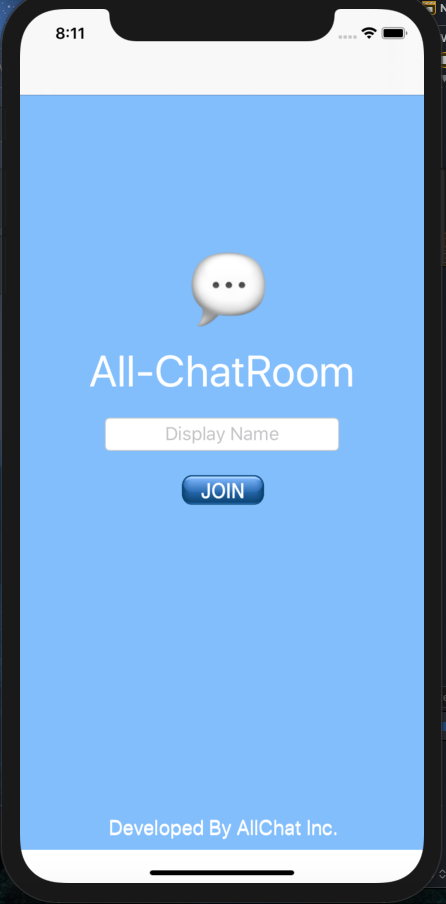 8:11
All-ChatRoom
Display Name
JOIN
Developed By AllChat Inc.